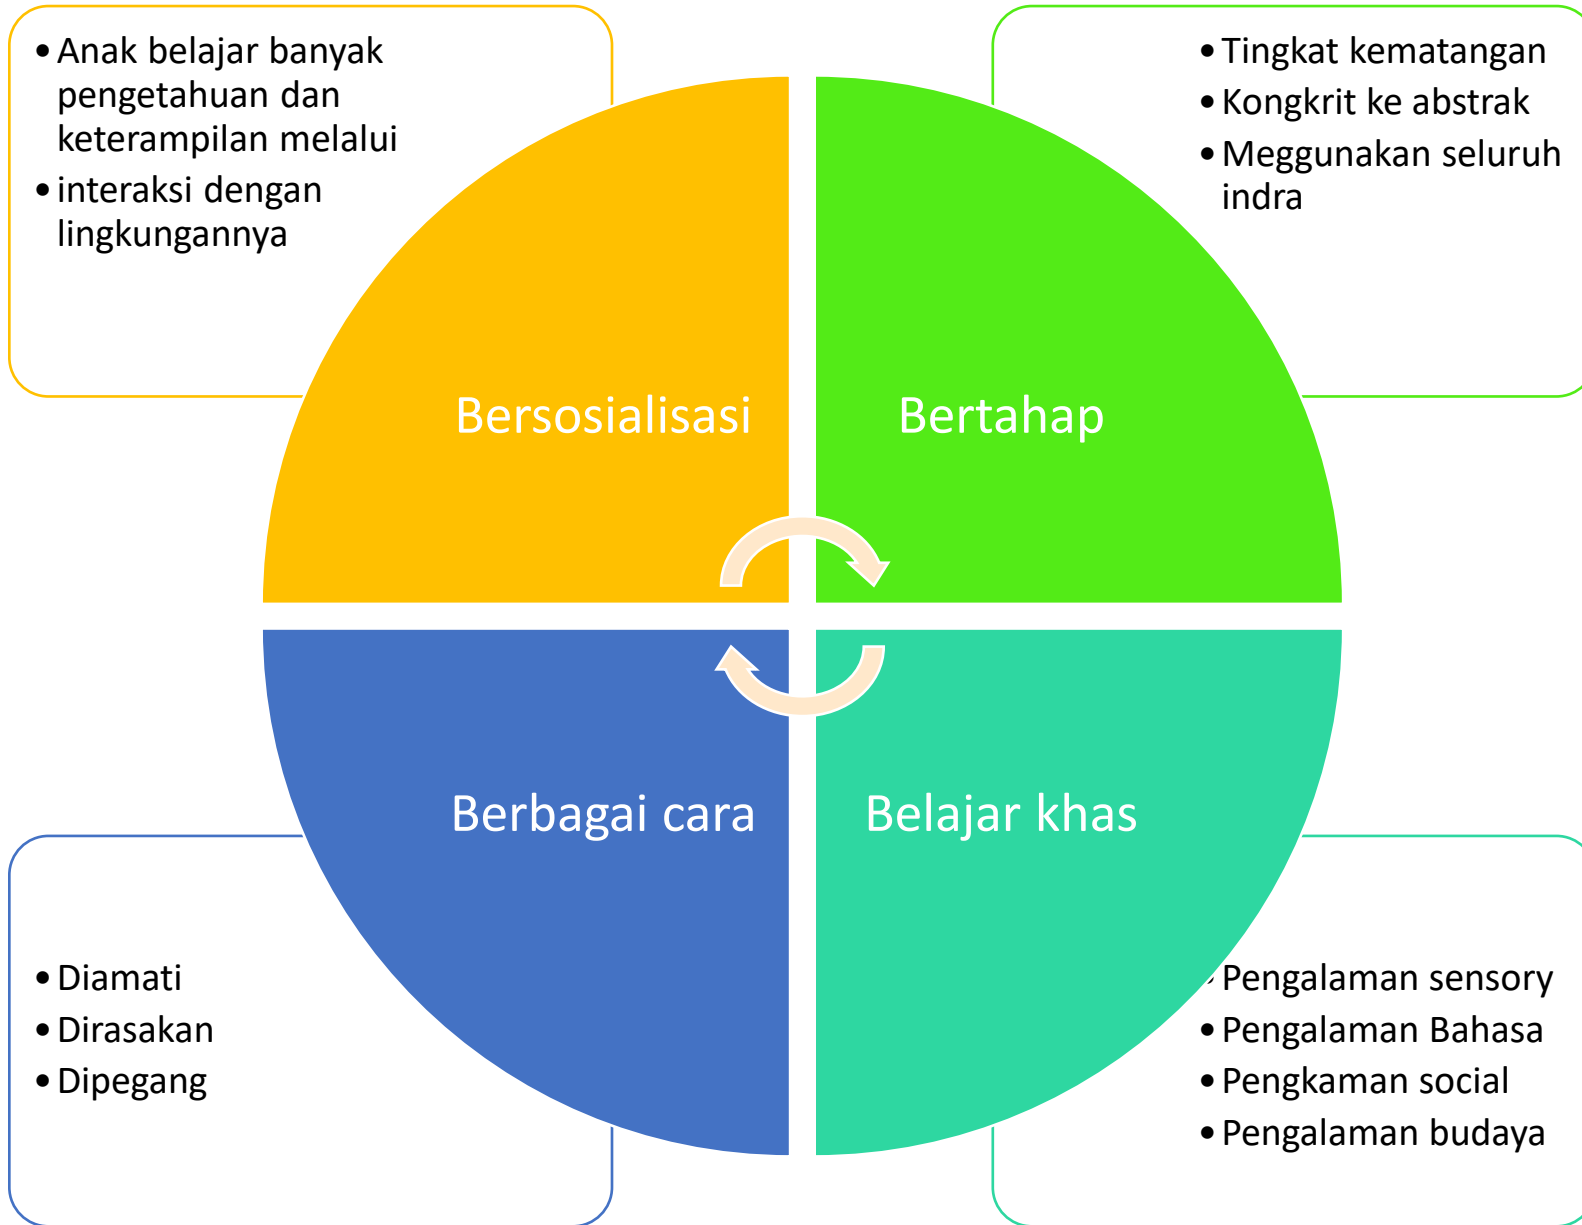 • Anak belajar banyak
pengetahuan dan
keterampilan melalui
• interaksi dengan
lingkungannya
• Tingkat kematangan
• Kongkrit ke abstrak
• Meggunakan seluruh
indra
Bersosialisasi
Bertahap
Berbagai cara
Belajar khas
• Diamati
• Dirasakan
• Dipegang
• Pengalaman sensory
• Pengalaman Bahasa
• Pengkaman social
• Pengalaman budaya